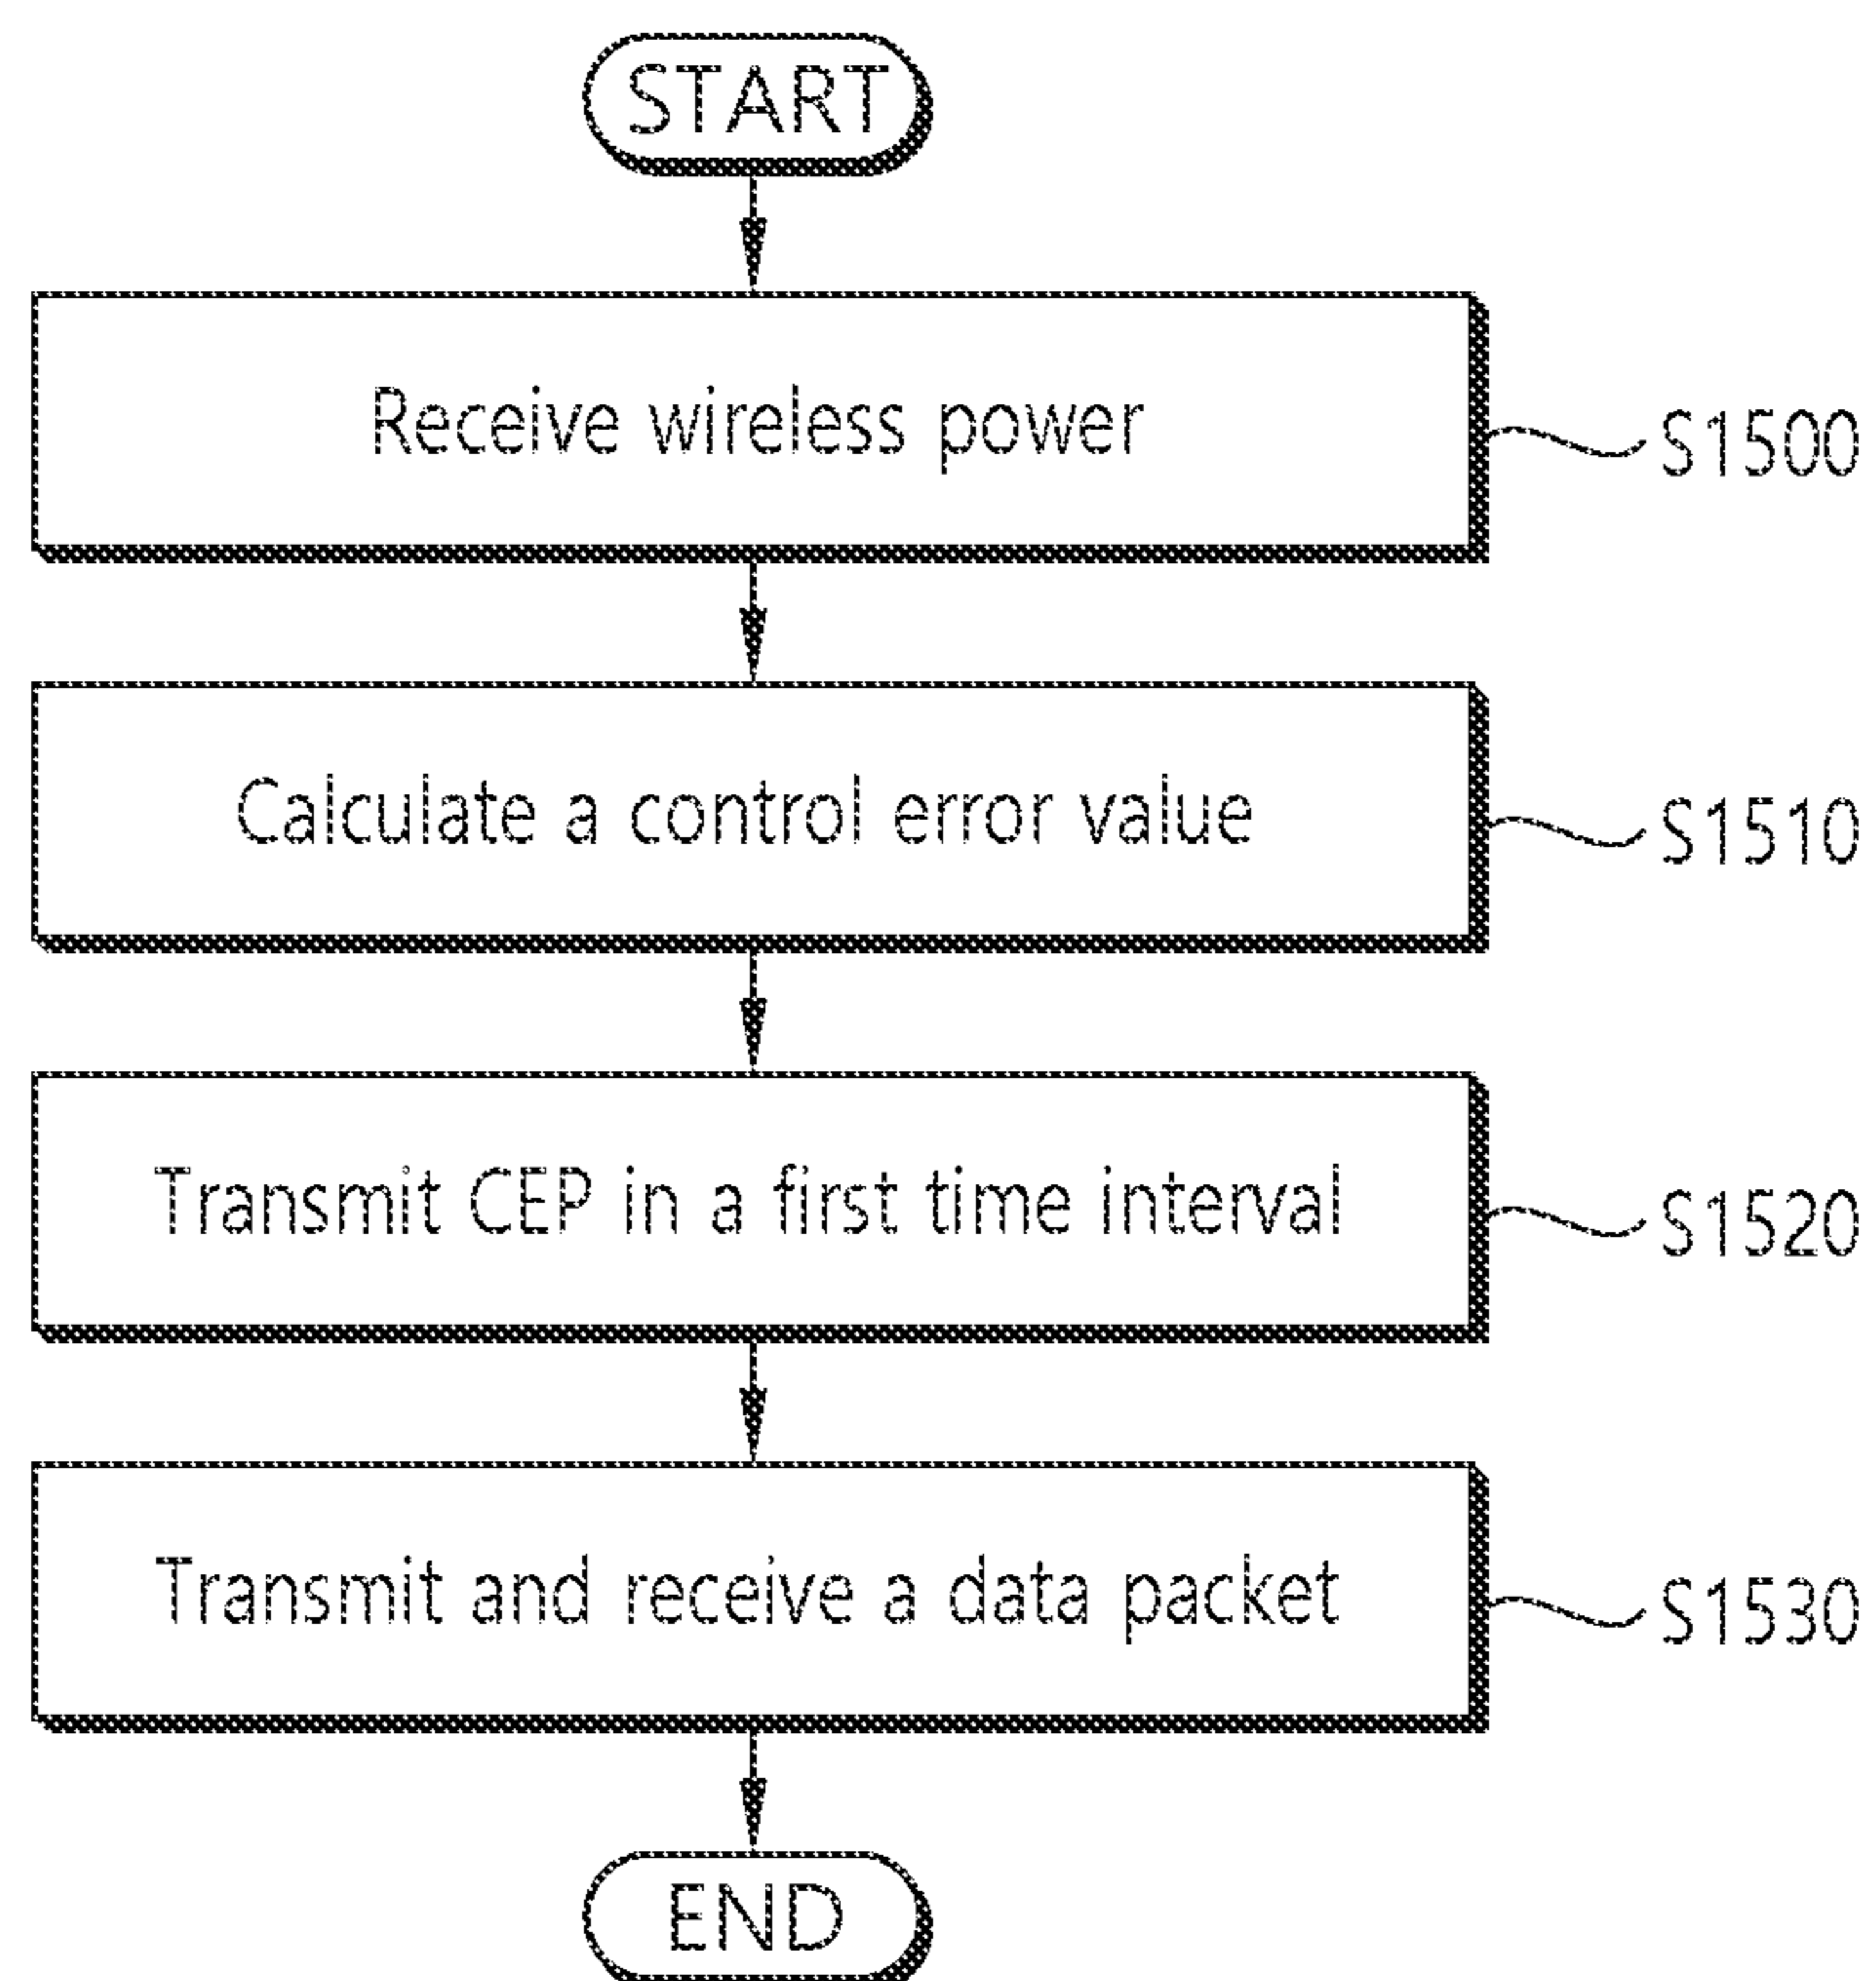 START
Receive wireless power
S1500
Calculate a control error value
S1510
Transmit CEP in a first time interval
S1520
Transmit and receive a data packet
S1530
END